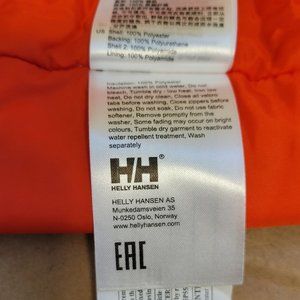 US Shell: 100% Polyester
Backing: 100% Polyurethane
Shell 2: 100% Polyamide
Lining: 100% Polyamide
Insulation: 100% Polyester
Machine wash in cold water, Do not
bleach, Tumble dry - low heat, Iron low
heat, Do not dry clean, Close all velcro
tabs before washing, Close zippers before
washing, Do not soak, Do not use fabric
softener, Remove promptly from the
washer, Some fading may occur on bright
colours, Tumble dry garment to reactivate
water repellent treatment, Wash
separately
HH
HELLY HANSEN
HELLY HANSEN AS
Munkedamsveien 35
N-0250 Oslo, Norway
www.hellyhansen.com
EAC